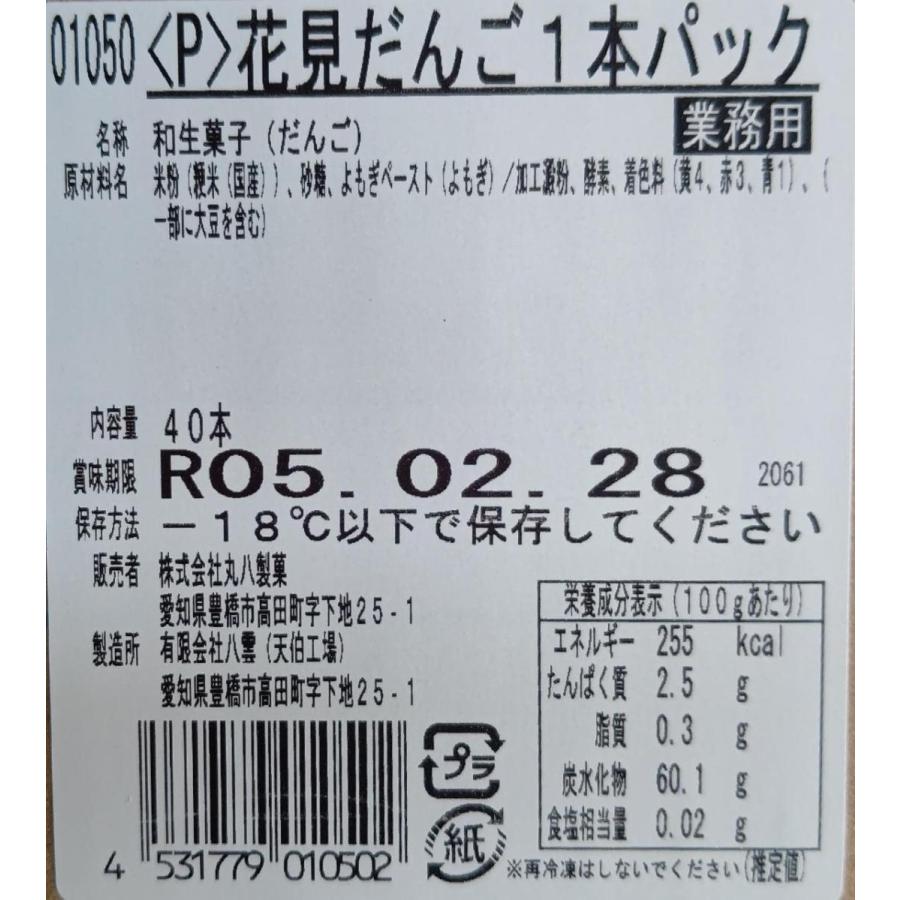 01050 〈P〉花見だんご1本パック
業務用
名称 和生菓子(だんご)
原材料名 米粉(粳米(国産))、砂糖、よもぎペースト(よもぎ)/加工澱粉、酵素、着色料(黄4、赤3、青1)、(
一部に大豆を含む)
内容量 40本
賞味期限 R05.02.28 2061
保存方法 -18℃以下で保存してください
販売者 株式会社丸八製菓
愛知県豊橋市高田町字下地25-1
製造所 有限会社八雲(天伯工場)
愛知県豊橋市高田町字下地25-1
栄養成分表示(100gあたり)
エネルギー 255 kcal
たんぱく質 2.5 g
脂質 0.3 g
炭水化物 60.1 g
食塩相当量 0.02 g
(推定値)
プラ
紙
4 531779 010502
※再冷凍はしないでください